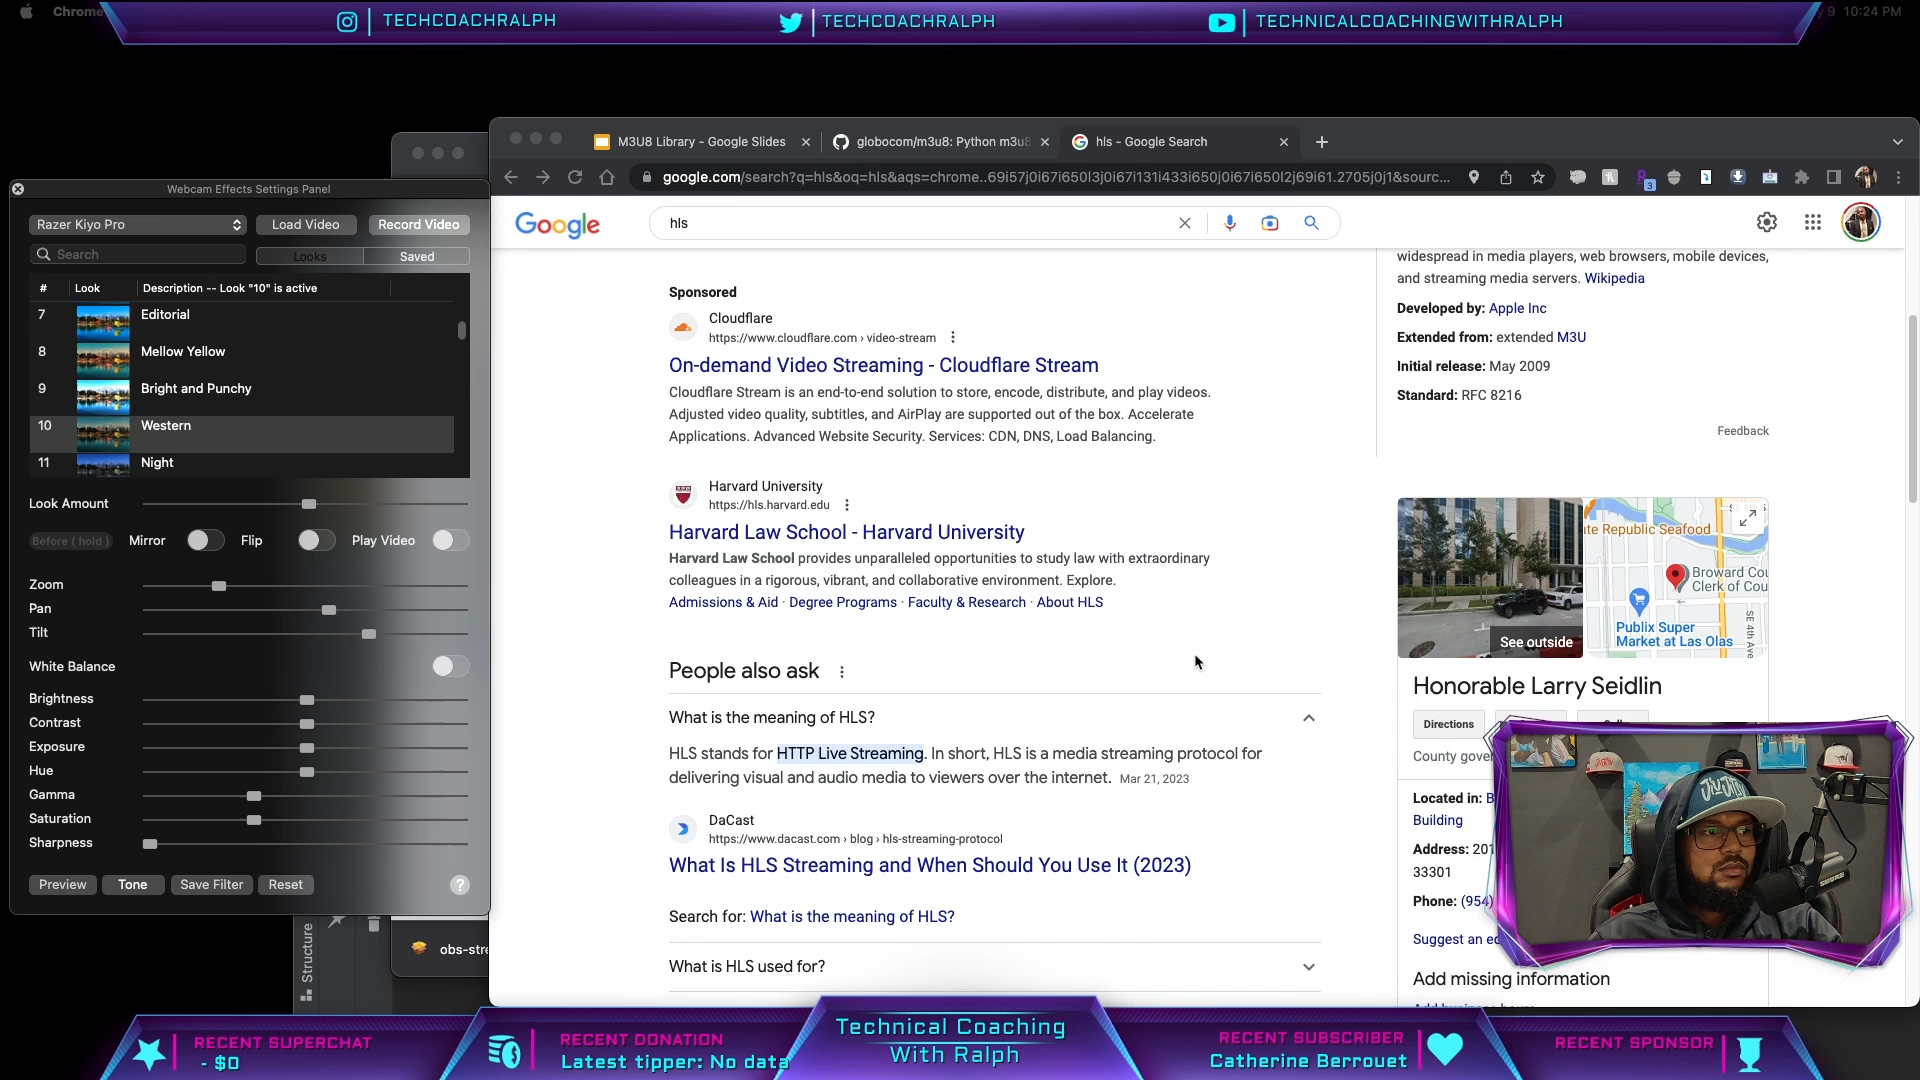 Chrome
TECHCOACHRALPH
TECHCOACHRALPH
TECHNICALCOACHINGWITHRALPH
9 10:24 PM
M3U8 Library - Google Slides
globocom/m3u8: Python m3u8
hls - Google Search
google.com/search?q=hls&oq=hls&aqs=chrome..69i57j0i67i650l3j0i67i131i433i650j0i67i650l2j69i61.2705j0j1&sourc...
3
Webcam Effects Settings Panel
Razer Kiyo Pro
Load Video
Record Video
Search
Looks
Saved
# Look Description -- Look "10" is active
7 Editorial
8 Mellow Yellow
9 Bright and Punchy
10 Western
11 Night
Look Amount
Before ( hold )
Mirror
Flip
Play Video
Zoom
Pan
Tilt
White Balance
Brightness
Contrast
Exposure
Hue
Gamma
Saturation
Sharpness
Preview
Tone
Save Filter
Reset
?
Structure
obs-stre
Google
hls
Sponsored
Cloudflare
https://www.cloudflare.com › video-stream
On-demand Video Streaming - Cloudflare Stream
Cloudflare Stream is an end-to-end solution to store, encode, distribute, and play videos.
Adjusted video quality, subtitles, and AirPlay are supported out of the box. Accelerate
Applications. Advanced Website Security. Services: CDN, DNS, Load Balancing.
Harvard University
https://hls.harvard.edu
Harvard Law School - Harvard University
Harvard Law School provides unparalleled opportunities to study law with extraordinary
colleagues in a rigorous, vibrant, and collaborative environment. Explore.
Admissions & Aid · Degree Programs · Faculty & Research · About HLS
People also ask
What is the meaning of HLS?
HLS stands for HTTP Live Streaming. In short, HLS is a media streaming protocol for
delivering visual and audio media to viewers over the internet. Mar 21, 2023
DaCast
https://www.dacast.com › blog › hls-streaming-protocol
What Is HLS Streaming and When Should You Use It (2023)
Search for: What is the meaning of HLS?
What is HLS used for?
widespread in media players, web browsers, mobile devices,
and streaming media servers. Wikipedia
Developed by: Apple Inc
Extended from: extended M3U
Initial release: May 2009
Standard: RFC 8216
Feedback
See outside
te Republic Seafood
Broward Cou
Clerk of Cou
Publix Super
Market at Las Olas
SE 4th Ave
Honorable Larry Seidlin
Directions
County gover
Located in: B
Building
Address: 201
33301
Phone: (954)
Suggest an ed
Add missing information
SHURE
RECENT SUPERCHAT
- $0
RECENT DONATION
Latest tipper: No data
Technical Coaching
With Ralph
RECENT SUBSCRIBER
Catherine Berrouet
RECENT SPONSOR